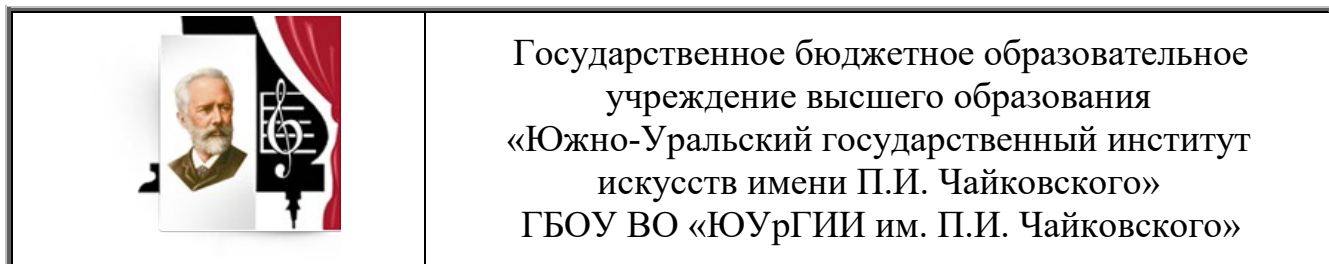 Государственное бюджетное образовательное
учреждение высшего образования
«Южно-Уральский государственный институт
искусств имени П.И. Чайковского»
ГБОУ ВО «ЮУрГИИ им. П.И. Чайковского»